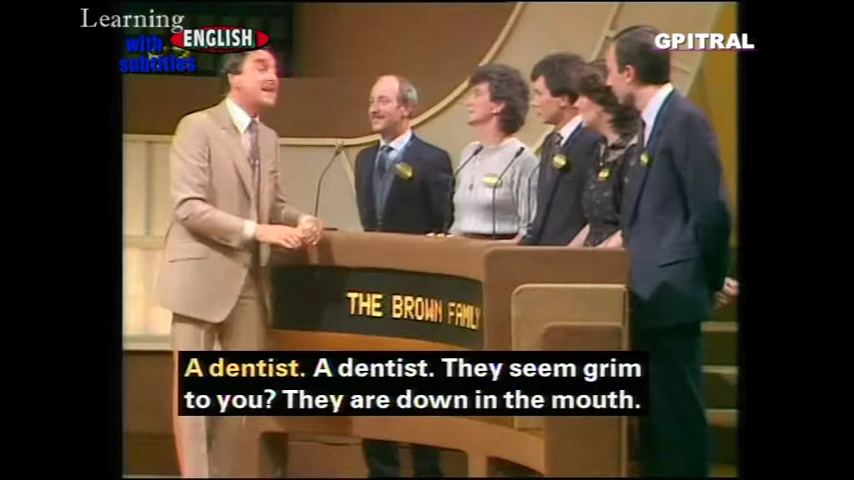 Learning
with
ENGLISH
subtitles
GPITRAL
THE BROWN FAMILY
A dentist. A dentist. They seem grim
to you? They are down in the mouth.